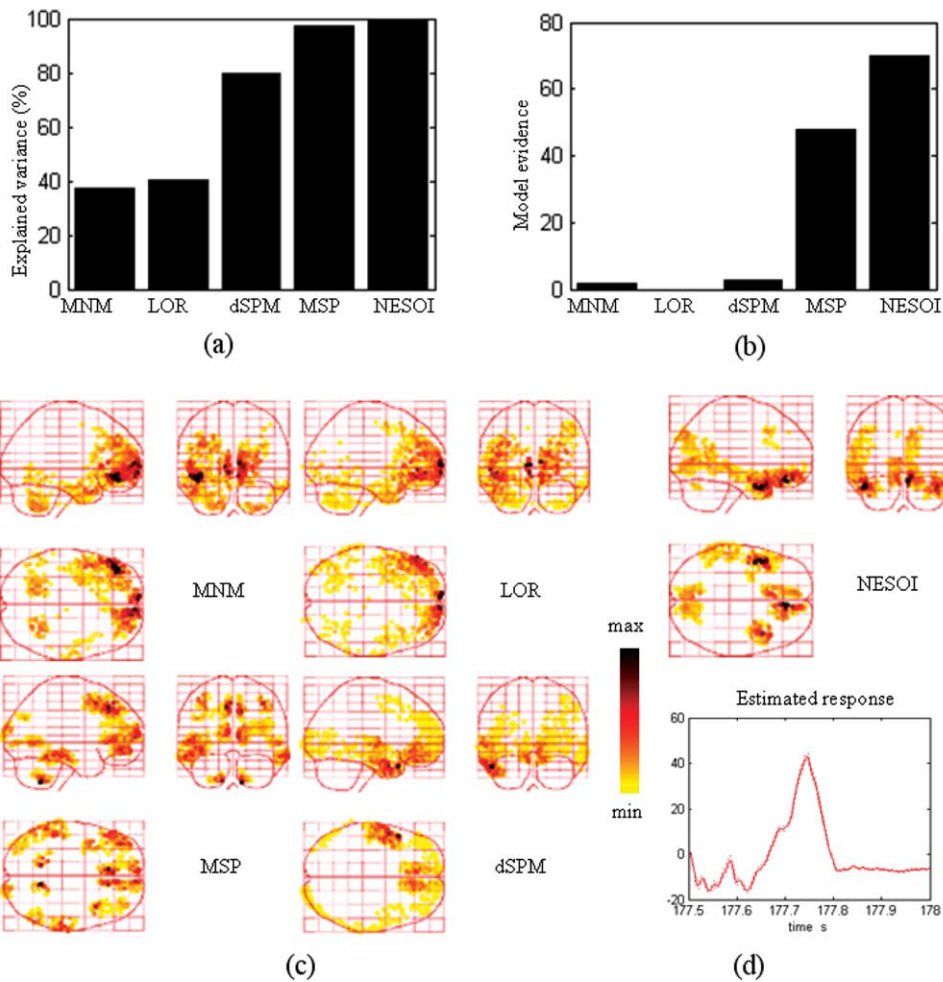 100
80
60
40
20
0
Explained variance (%)
MNM LOR dSPM MSP NESOI
(a)
80
60
40
20
0
Model evidence
MNM LOR dSPM MSP NESOI
(b)
MNM
LOR
NESOI
max
min
MSP
dSPM
Estimated response
60
40
20
0
-20
177.5 177.6 177.7 177.8 177.9 178
time s
(c)
(d)